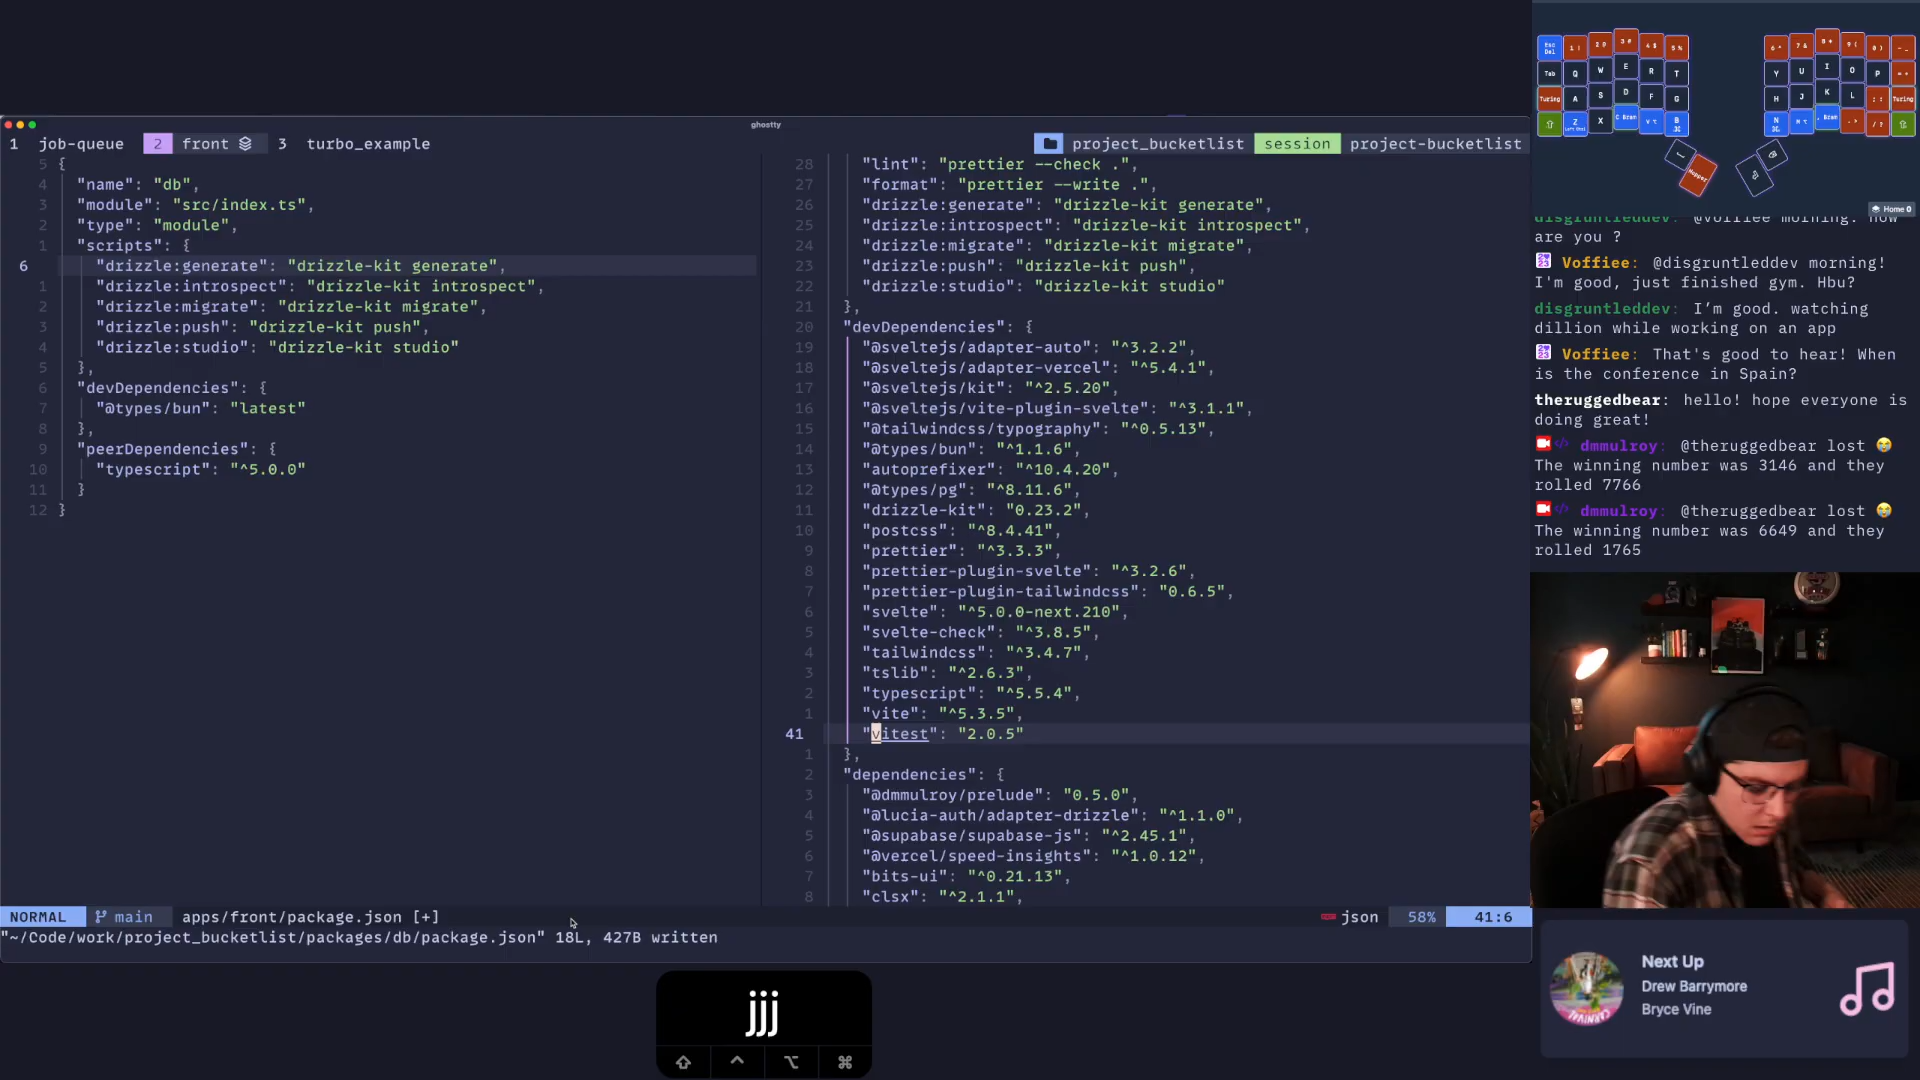 ghostty
1 job-queue 2 front 3 turbo_example project_bucketlist session project-bucketlist
5 {
4 "name": "db",
3 "module": "src/index.ts",
2 "type": "module",
1 "scripts": {
6 "drizzle:generate": "drizzle-kit generate",
1 "drizzle:introspect": "drizzle-kit introspect",
2 "drizzle:migrate": "drizzle-kit migrate",
3 "drizzle:push": "drizzle-kit push",
4 "drizzle:studio": "drizzle-kit studio"
5 },
6 "devDependencies": {
7 "@types/bun": "latest"
8 },
9 "peerDependencies": {
10 "typescript": "^5.0.0"
11 }
12 }
28 "lint": "prettier --check .",
27 "format": "prettier --write .",
26 "drizzle:generate": "drizzle-kit generate",
25 "drizzle:introspect": "drizzle-kit introspect",
24 "drizzle:migrate": "drizzle-kit migrate",
23 "drizzle:push": "drizzle-kit push",
22 "drizzle:studio": "drizzle-kit studio"
21 },
20 "devDependencies": {
19 "@sveltejs/adapter-auto": "^3.2.2",
18 "@sveltejs/adapter-vercel": "^5.4.1",
17 "@sveltejs/kit": "^2.5.20",
16 "@sveltejs/vite-plugin-svelte": "^3.1.1",
15 "@tailwindcss/typography": "^0.5.13",
14 "@types/bun": "^1.1.6",
13 "autoprefixer": "^10.4.20",
12 "@types/pg": "^8.11.6",
11 "drizzle-kit": "0.23.2",
10 "postcss": "^8.4.41",
9 "prettier": "^3.3.3",
8 "prettier-plugin-svelte": "^3.2.6",
7 "prettier-plugin-tailwindcss": "0.6.5",
6 "svelte": "^5.0.0-next.210",
5 "svelte-check": "^3.8.5",
4 "tailwindcss": "^3.4.7",
3 "tslib": "^2.6.3",
2 "typescript": "^5.5.4",
1 "vite": "^5.3.5",
41 "vitest": "2.0.5"
1 },
2 "dependencies": {
3 "@dmmulroy/prelude": "0.5.0",
4 "@lucia-auth/adapter-drizzle": "^1.1.0",
5 "@supabase/supabase-js": "^2.45.1",
6 "@vercel/speed-insights": "^1.0.12",
7 "bits-ui": "^0.21.13",
8 "clsx": "^2.1.1",
NORMAL main apps/front/package.json [+] json 58% 41:6
"~/Code/work/project_bucketlist/packages/db/package.json" 18L, 427B written
jjj
Esc Del
Tab Q W E R T Y U I O P
Turing A S D F G H J K L Turing
Z X B N
Hopper
Home 0
disgruntleddev: @Voffiee morning. How
are you ?
Voffiee: @disgruntleddev morning!
I'm good, just finished gym. Hbu?
disgruntleddev: I’m good. watching
dillion while working on an app
Voffiee: That's good to hear! When
is the conference in Spain?
theruggedbear: hello! hope everyone is
doing great!
dmmulroy: @theruggedbear lost 😂
The winning number was 3146 and they
rolled 7766
dmmulroy: @theruggedbear lost 😂
The winning number was 6649 and they
rolled 1765
Next Up
Drew Barrymore
Bryce Vine